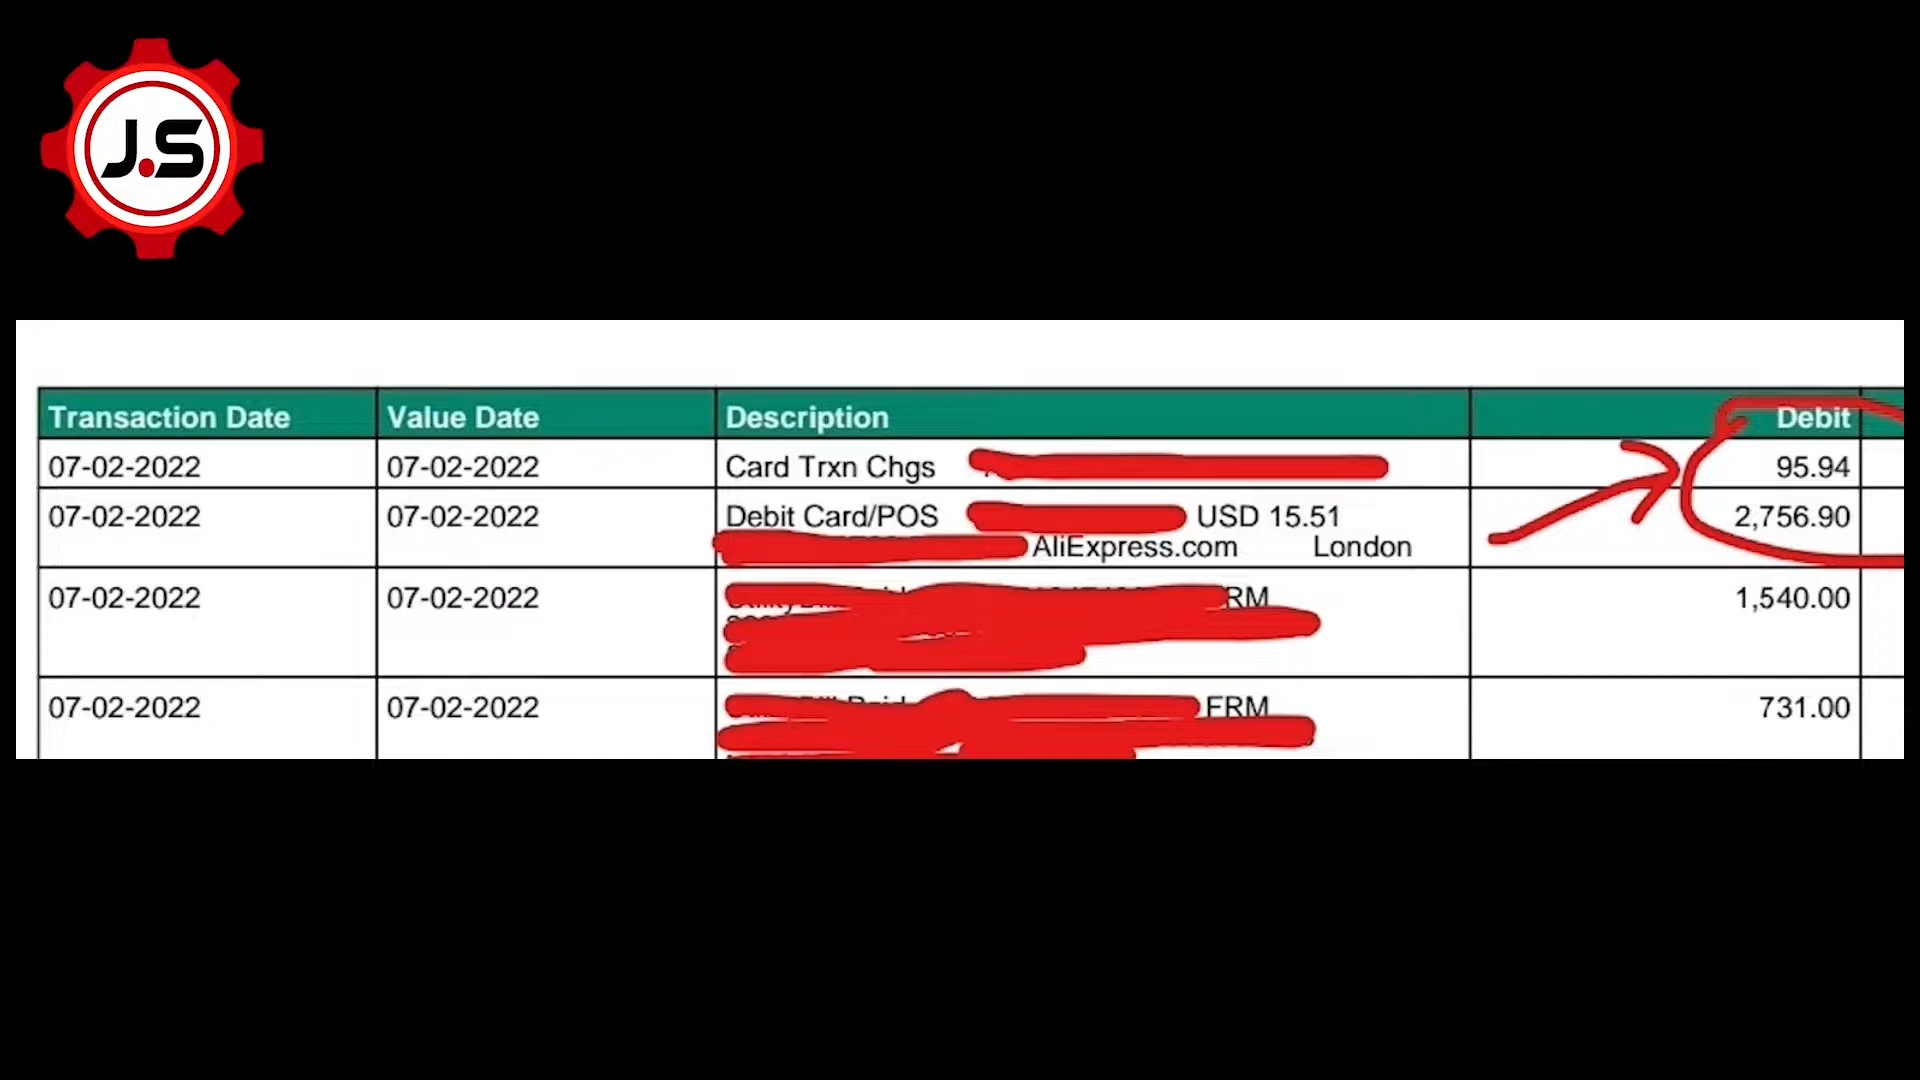 J.S
Transaction Date Value Date Description Debit
07-02-2022 07-02-2022 Card Trxn Chgs 95.94
07-02-2022 07-02-2022 Debit Card/POS USD 15.51 2,756.90
AliExpress.com London
07-02-2022 07-02-2022 FRM 1,540.00
07-02-2022 07-02-2022 FRM 731.00